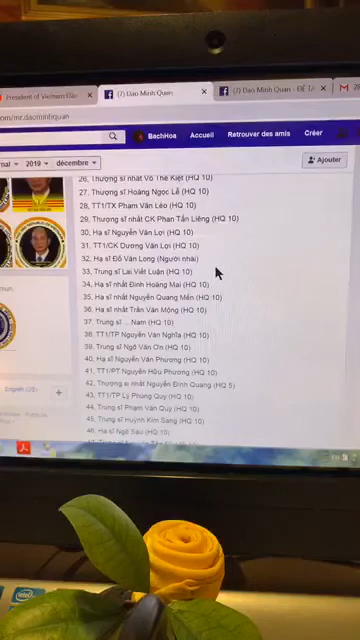 President of Vietnam Đào
(7) Dao Minh Quan
(7) Dao Minh Quan - ĐỆ
com/mr.daominhquan
BachHoa Accueil Retrouver des amis Créer
2019 décembre
Ajouter
26, Thượng sĩ nhất Võ Thế Kiệt (HQ 10)
27, Thượng sĩ Hoàng Ngọc Lễ (HQ 10)
28, TT1/TX Phạm Văn Lèo (HQ 10)
29, Thượng sĩ nhất CK Phan Tấn Liêng (HQ 10)
30, Hạ sĩ Nguyễn Văn Lợi (HQ 10)
31, TT1/CK Dương Văn Lợi (HQ 10)
32, Hạ sĩ Đỗ Văn Long (Người nhái)
33, Trung sĩ Lai Viết Luận (HQ 10)
34, Hạ sĩ nhất Đinh Hoàng Mai (HQ 10)
35, Hạ sĩ nhất Nguyễn Quang Mến (HQ 10)
36, Hạ sĩ nhất Trần Văn Mộng (HQ 10)
37, Trung sĩ ... Nam (HQ 10)
38, TT1/TP Nguyễn Văn Nghĩa (HQ 10)
39, Trung sĩ Ngô Văn Ơn (HQ 10)
40, Hạ sĩ Nguyễn Văn Phương (HQ 10)
41, TT1/PT Nguyễn Hữu Phương (HQ 10)
42, Thượng sĩ nhất Nguyễn Đình Quang (HQ 5)
43, TT1/TP Lý Phùng Quý (HQ 10)
44, Trung sĩ Phạm Văn Quý (HQ 10)
45, Trung sĩ Huỳnh Kim Sang (HQ 10)
46, Hạ sĩ Ngô Sáu (HQ 10)
English (US)
intel